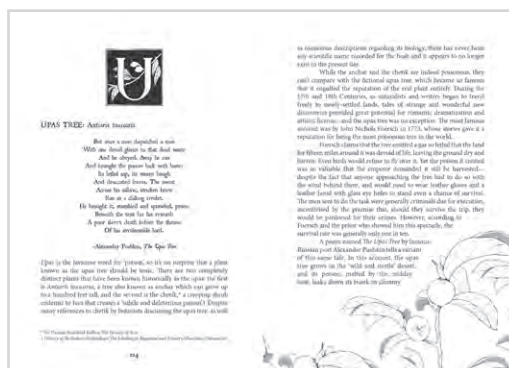 U
UPAS TREE: Antiaris toxicaria
But man a man dispatched a man
With one dread glance to that dread waste
And he obeyed. Away he ran
And brought the poison back with haste:
Its lethal sap, its weary bough
And desiccated leaves. The sweat
Across his sallow, tender brow
Ran as a chilling rivulet.
He brought it, stumbled and sprawled, prone
Beneath the tent for his reward:
A poor slave's death before the throne
Of his invincible lord.
–Alexander Pushkin, The Upas Tree
Upas is the Javanese word for 'poison', so it's no surprise that a plant
known as the upas tree should be toxic. There are two completely
distinct plants that have been known historically as the upas: the first
is Antiaris toxicaria, a tree also known as anchar which can grow up
to a hundred feet tall, and the second is the chetik,* a creeping shrub
endemic to Java that creates a 'subtle and deleterious poison'.† Despite
many references to chetik by botanists discussing the upas tree, as well
114
as numerous descriptions regarding its biology, there has never been
any scientific name recorded for the bush and it appears to no longer
exist in the present day.
While the anchar and the chetik are indeed poisonous, they
can't compare with the fictional upas tree, which became so famous
that it engulfed the reputation of the real plant entirely. During the
17th and 18th Centuries, as naturalists and writers began to travel
freely to newly-settled lands, tales of strange and wonderful new
discoveries provided great potential for romantic dramatisation and
artistic license—and the upas tree was no exception. The most famous
account was by John Nichols Foersch in 1773, whose stories gave it a
reputation for being the most poisonous tree in the world.
Foersch claims that the tree emitted a gas so lethal that the land
for fifteen miles around it was devoid of life, leaving the ground dry and
barren. Even birds would refuse to fly over it. Yet the poison it created
was so valuable that the emperor demanded it still be harvested—
despite the fact that anyone approaching the tree had to do so with
the wind behind them, and would need to wear leather gloves and a
leather hood with glass eye holes to stand even a chance of survival.
The men sent to do the task were generally criminals due for execution,
incentivised by the promise that, should they survive the trip, they
would be pardoned for their crimes. However, according to
Foersch and the priest who showed him this spectacle, the
survival rate was generally only one in ten.
A poem named The Upas Tree by famous
Russian poet Alexander Pushkin tells a variant
of this same tale. In this account, the upas
tree grows in the 'wild and sterile' desert,
and its poison, melted by the midday
heat, leaks down its trunk in gloomy